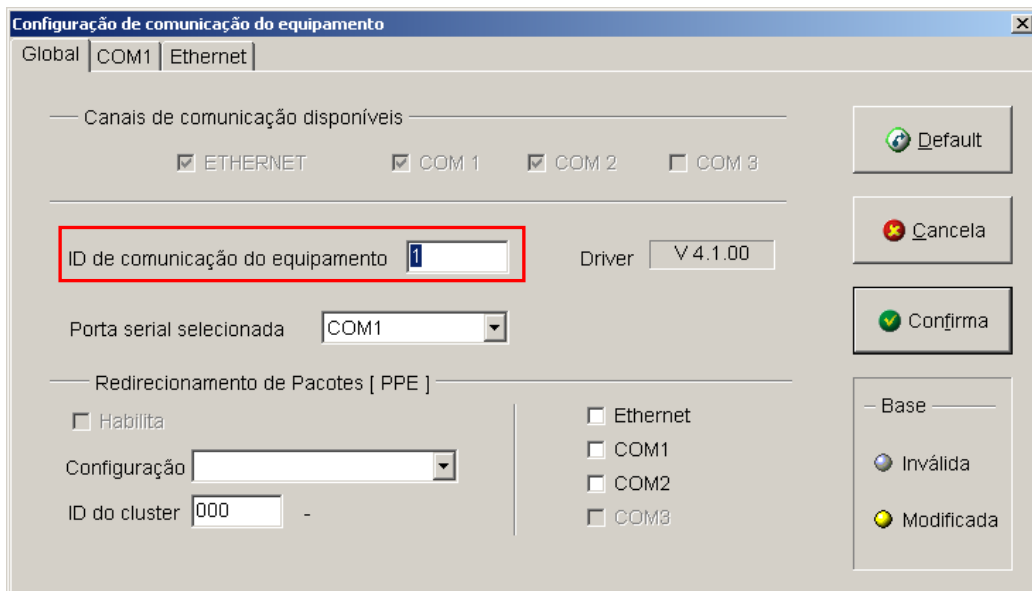 Configuração de comunicação do equipamento
Global COM1 Ethernet
Canais de comunicação disponíveis
ETHERNET COM 1 COM 2 COM 3
Default
Cancela
ID de comunicação do equipamento 1
Driver V 4.1.00
Porta serial selecionada COM1
Confirma
Redirecionamento de Pacotes [ PPE ]
Habilita
Configuração
ID do cluster 000 -
Ethernet
COM1
COM2
COM3
Base
Inválida
Modificada